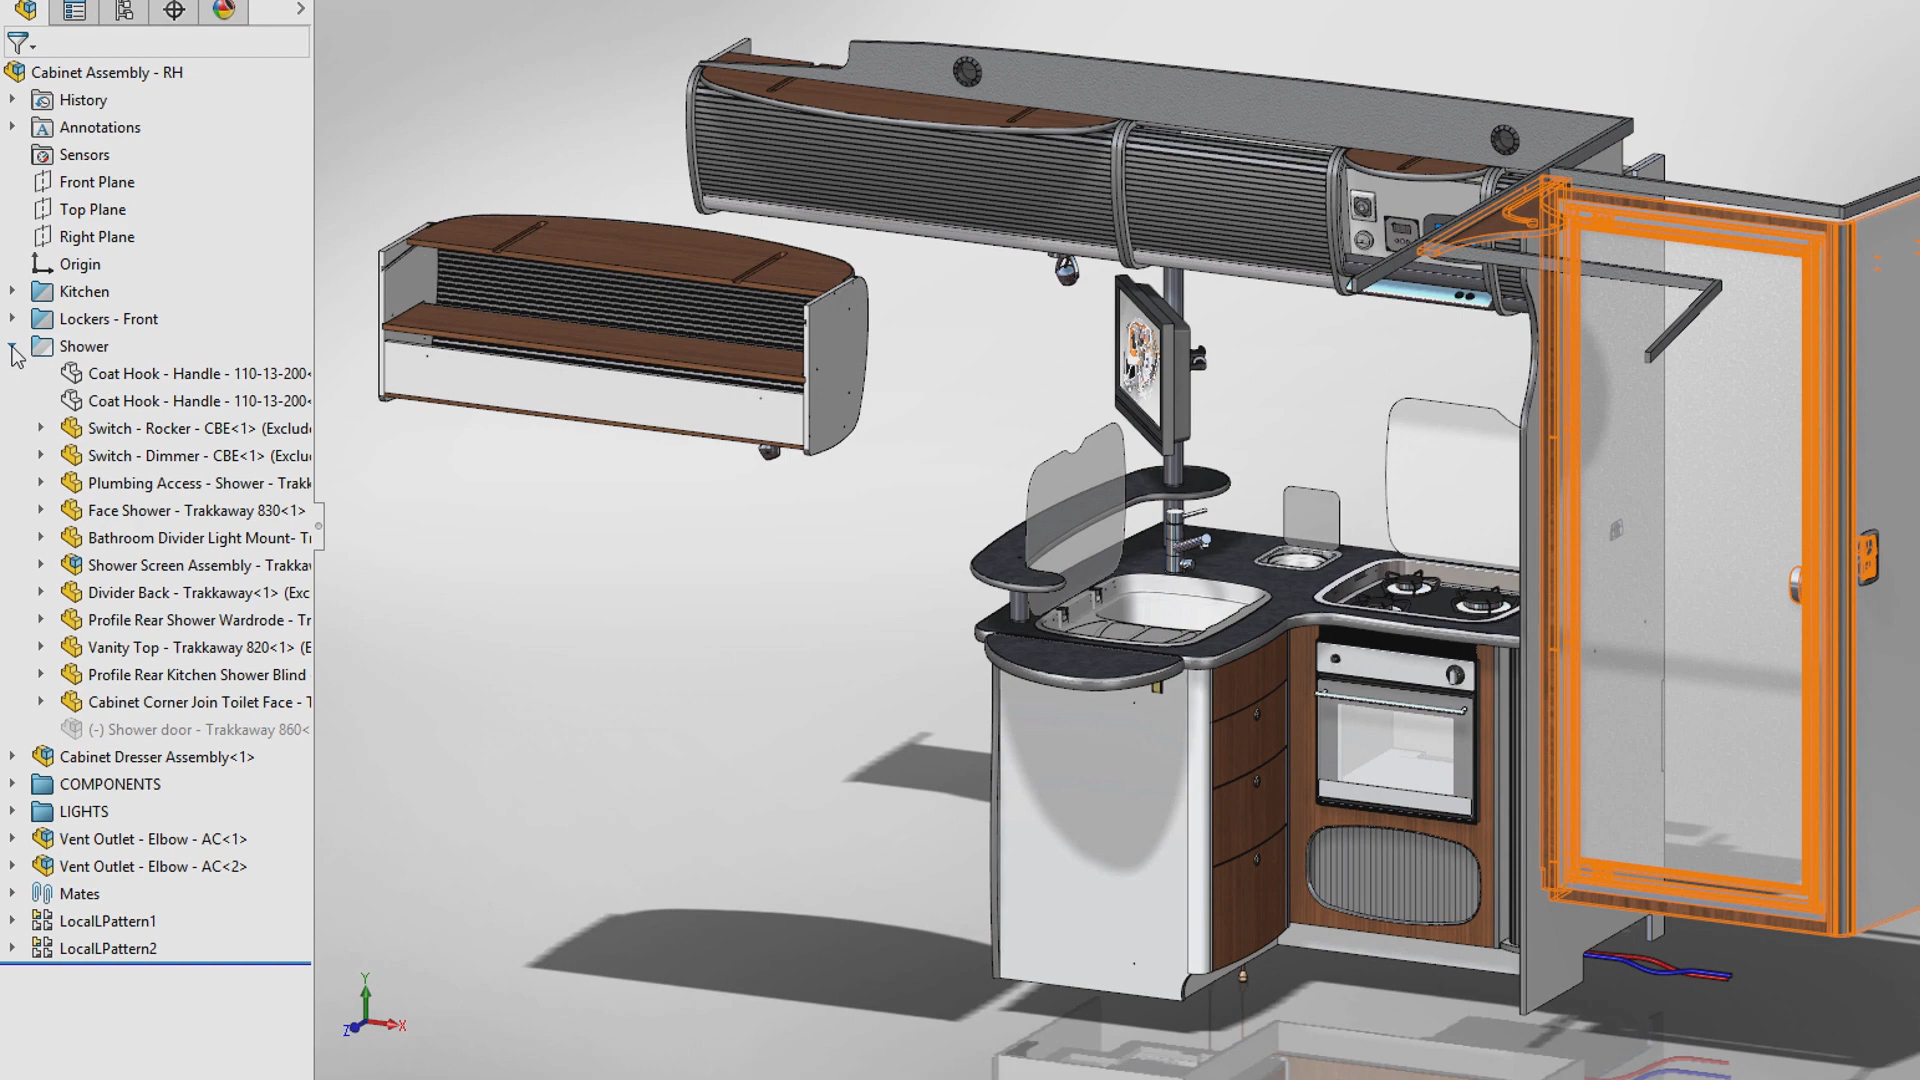 Cabinet Assembly - RH
History
Annotations
Sensors
Front Plane
Top Plane
Right Plane
Origin
Kitchen
Lockers - Front
Shower
Coat Hook - Handle - 110-13-200<
Coat Hook - Handle - 110-13-200<
Switch - Rocker - CBE<1> (Exclude
Switch - Dimmer - CBE<1> (Exclu
Plumbing Access - Shower - Trakk
Face Shower - Trakkaway 830<1>
Bathroom Divider Light Mount- Tr
Shower Screen Assembly - Trakkaw
Divider Back - Trakkaway<1> (Exc
Profile Rear Shower Wardrode - Tr
Vanity Top - Trakkaway 820<1> (E
Profile Rear Kitchen Shower Blind
Cabinet Corner Join Toilet Face - T
(-) Shower door - Trakkaway 860<
Cabinet Dresser Assembly<1>
COMPONENTS
LIGHTS
Vent Outlet - Elbow - AC<1>
Vent Outlet - Elbow - AC<2>
Mates
LocalLPattern1
LocalLPattern2
Y
Z
X